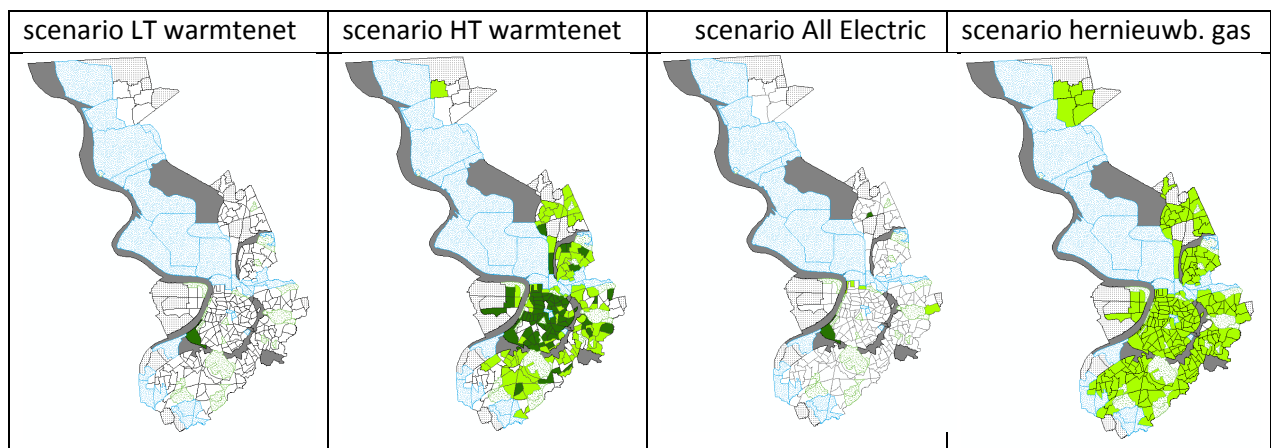 scenario LT warmtenet
scenario HT warmtenet
scenario All Electric
scenario hernieuwb. gas